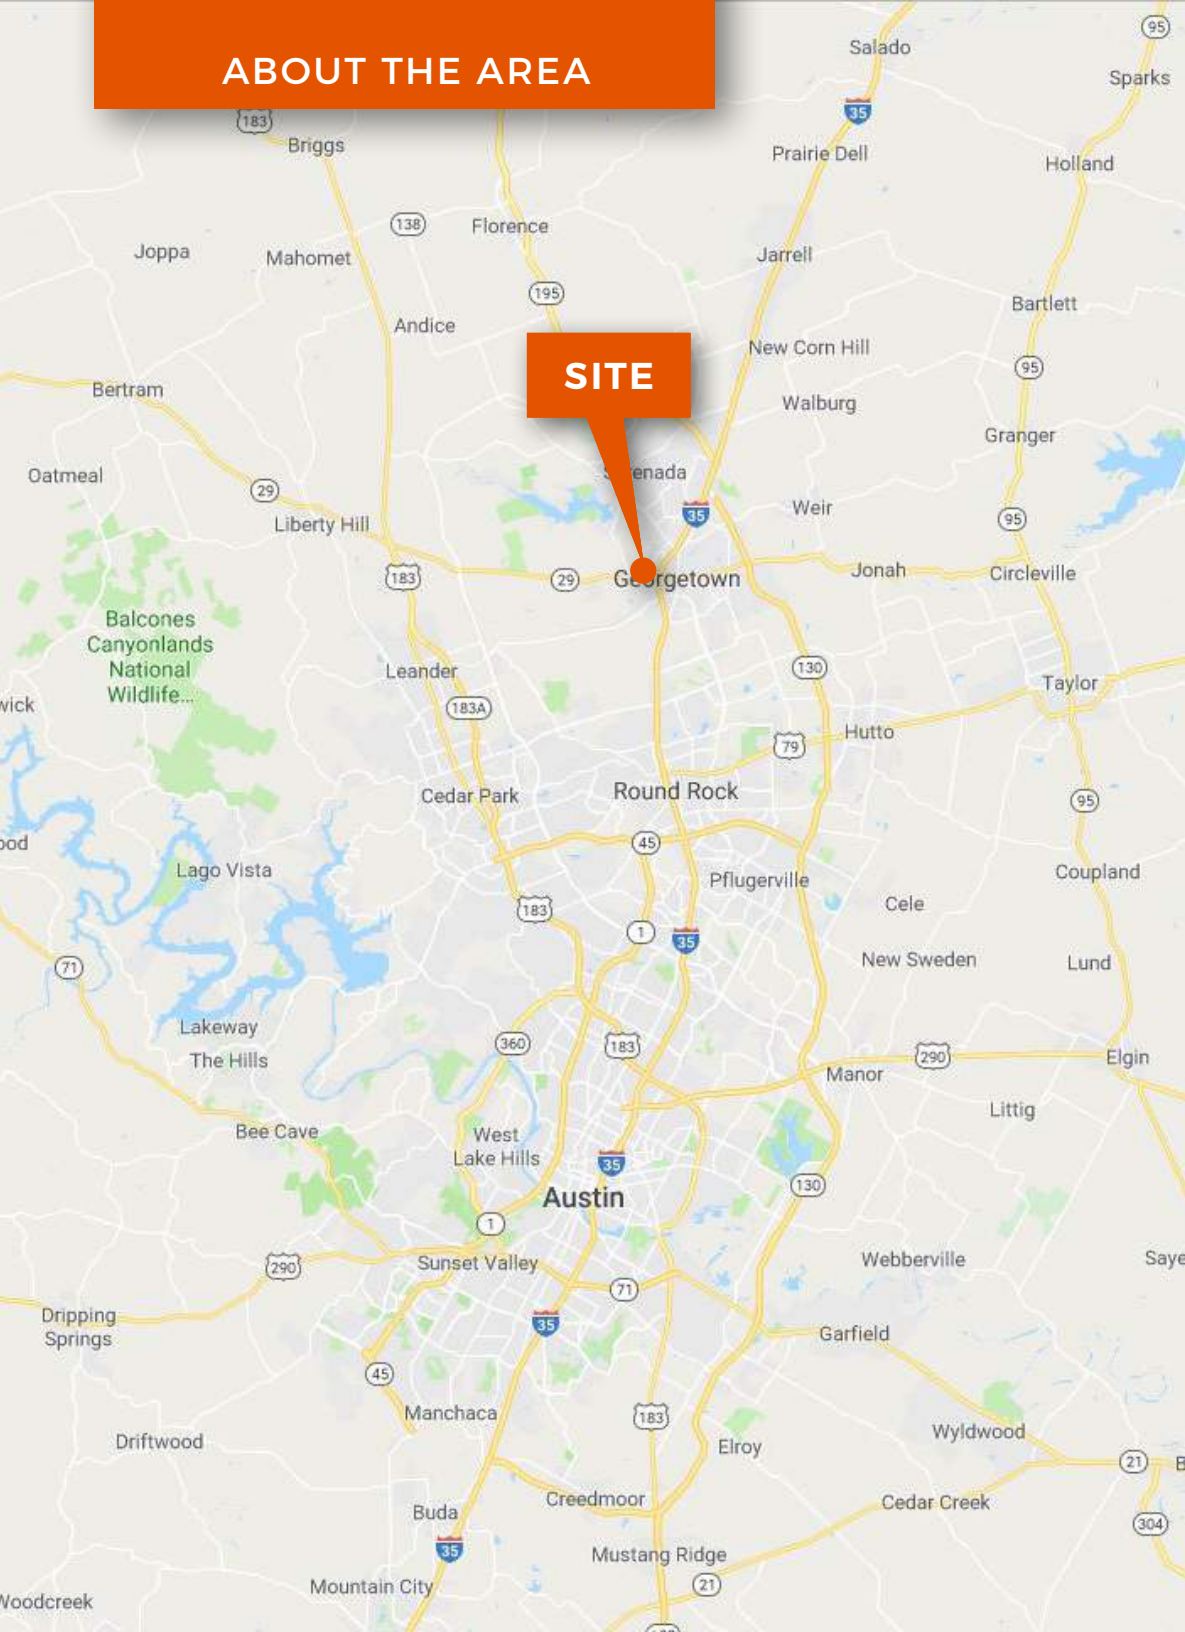 ABOUT THE AREA
Salado
95
Sparks
35
183
Briggs
Prairie Dell
Holland
138
Florence
Joppa
Mahomet
Jarrell
195
Bartlett
Andice
New Corn Hill
SITE
95
Bertram
Walburg
Granger
Oatmeal
29
Liberty Hill
35
Weir
95
183
29
Georgetown
Jonah
Circleville
Balcones
Canyonlands
National
Wildlife...
Leander
130
Taylor
wick
183A
Hutto
79
Cedar Park
Round Rock
95
45
ood
Lago Vista
Pflugerville
Coupland
183
Cele
1
35
71
New Sweden
Lund
Lakeway
The Hills
360
183
290
Elgin
Manor
Littig
Bee Cave
West
Lake Hills
35
Austin
130
1
290
Sunset Valley
Webberville
Saye
71
Dripping
Springs
35
Garfield
45
Manchaca
183
Driftwood
Elroy
Wyldwood
21
B
Creedmoor
Cedar Creek
Buda
304
35
Mustang Ridge
Mountain City
21
Woodcreek